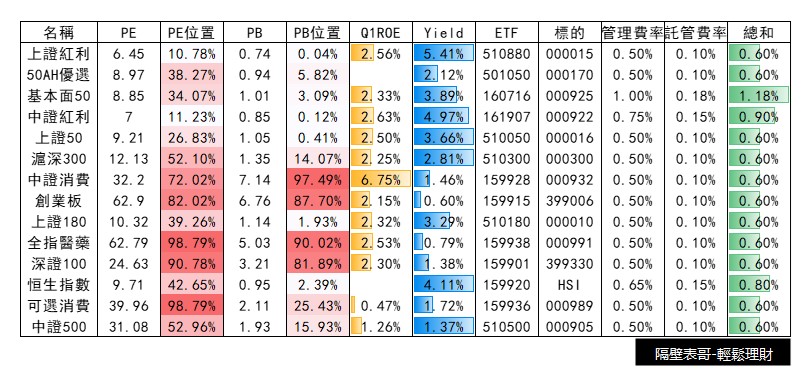 名稱 PE PE位置 PB PB位置 Q1ROE Yield ETF 標的 管理費率 託管費率 總和
上證紅利 6.45 10.78% 0.74 0.04% 2.56% 5.41% 510880 000015 0.50% 0.10% 0.60%
50AH優選 8.97 38.27% 0.94 5.82% 2.12% 501050 000170 0.50% 0.10% 0.60%
基本面50 8.85 34.07% 1.01 3.09% 2.33% 3.89% 160716 000925 1.00% 0.18% 1.18%
中證紅利 7 11.23% 0.85 0.12% 2.63% 4.97% 161907 000922 0.75% 0.15% 0.90%
上證50 9.21 26.83% 1.05 0.41% 2.50% 3.66% 510050 000016 0.50% 0.10% 0.60%
滬深300 12.13 52.10% 1.35 14.07% 2.25% 2.81% 510300 000300 0.50% 0.10% 0.60%
中證消費 32.2 72.02% 7.14 97.49% 6.75% 1.46% 159928 000932 0.50% 0.10% 0.60%
創業板 62.9 82.02% 6.76 87.70% 2.15% 0.60% 159915 399006 0.50% 0.10% 0.60%
上證180 10.32 39.26% 1.14 1.93% 2.32% 3.29% 510180 000010 0.50% 0.10% 0.60%
全指醫藥 62.79 98.79% 5.03 90.02% 2.53% 0.79% 159938 000991 0.50% 0.10% 0.60%
深證100 24.63 90.78% 3.21 81.89% 2.30% 1.38% 159901 399330 0.50% 0.10% 0.60%
恒生指數 9.71 42.65% 0.95 2.39% 4.11% 159920 HSI 0.65% 0.15% 0.80%
可選消費 39.96 98.79% 2.11 25.43% 0.47% 1.72% 159936 000989 0.50% 0.10% 0.60%
中證500 31.08 52.96% 1.93 15.93% 1.26% 1.37% 510500 000905 0.50% 0.10% 0.60%
隔壁表哥-輕鬆理財